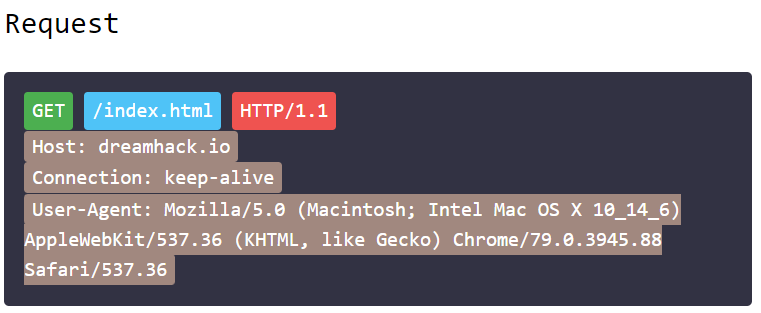 Request
GET /index.html HTTP/1.1
Host: dreamhack.io
Connection: keep-alive
User-Agent: Mozilla/5.0 (Macintosh; Intel Mac OS X 10_14_6)
AppleWebKit/537.36 (KHTML, like Gecko) Chrome/79.0.3945.88
Safari/537.36